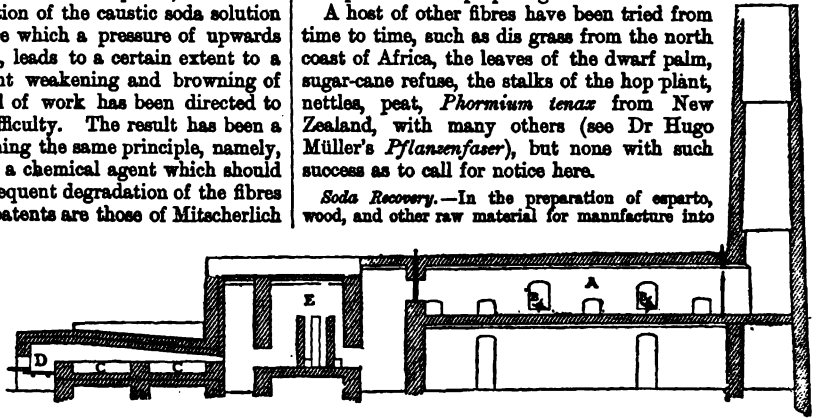 tion of the caustic soda solution
e which a pressure of upwards
, leads to a certain extent to a
nt weakening and browning of
l of work has been directed to
fficulty. The result has been a
ning the same principle, namely,
a chemical agent which should
equent degradation of the fibres
patents are those of Mitscherlich
A host of other fibres have been tried from
time to time, such as dis grass from the north
coast of Africa, the leaves of the dwarf palm,
sugar-cane refuse, the stalks of the hop plant,
nettles, peat, Phormium tenax from New
Zealand, with many others (see Dr Hugo
Müller's Pflanzenfaser), but none with such
success as to call for notice here.
Soda Recovery.—In the preparation of esparto,
wood, and other raw material for mannfacture into
A
B
B
E
D
C
C